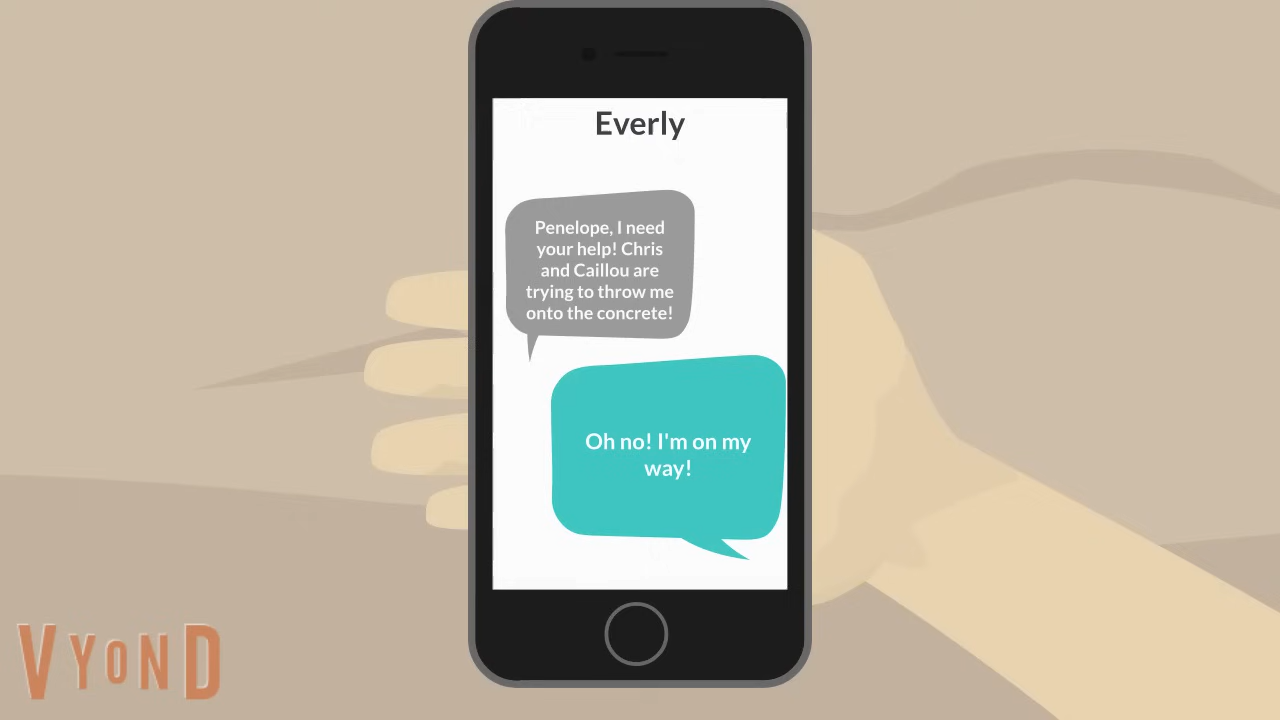 Everly
Penelope, I need
your help! Chris
and Caillou are
trying to throw me
onto the concrete!
Oh no! I'm on my
way!
VYOND